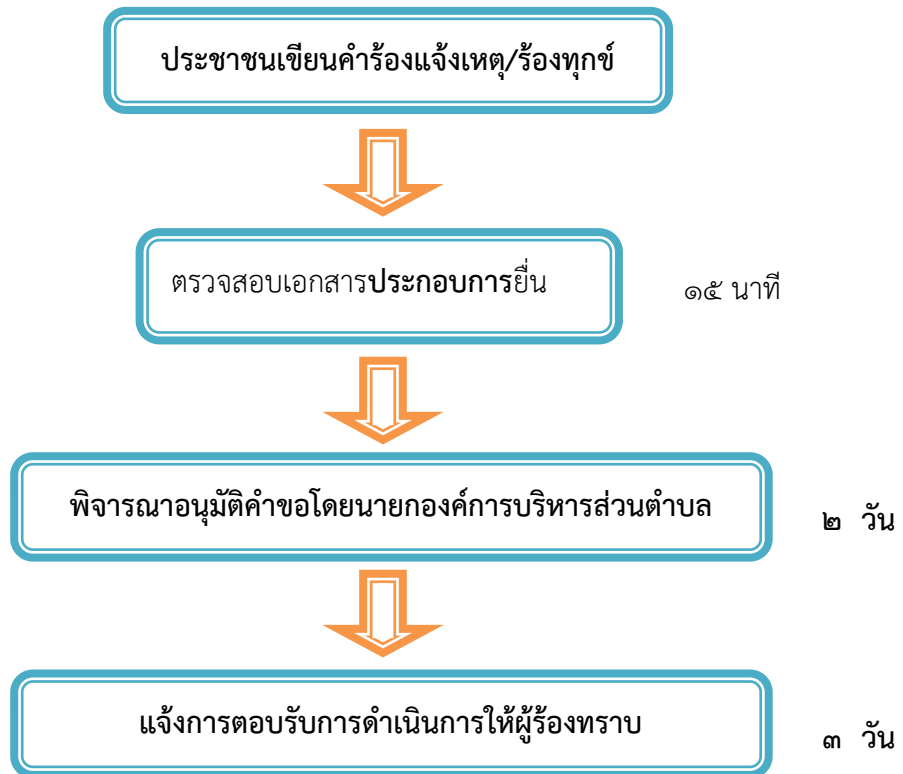 ประชาชนเขียนคำร้องแจ้งเหตุ/ร้องทุกข์
ตรวจสอบเอกสารประกอบการยื่น
๑๕ นาที
พิจารณาอนุมัติคำขอโดยนายกองค์การบริหารส่วนตำบล
๒ วัน
แจ้งการตอบรับการดำเนินการให้ผู้ร้องทราบ
๓ วัน